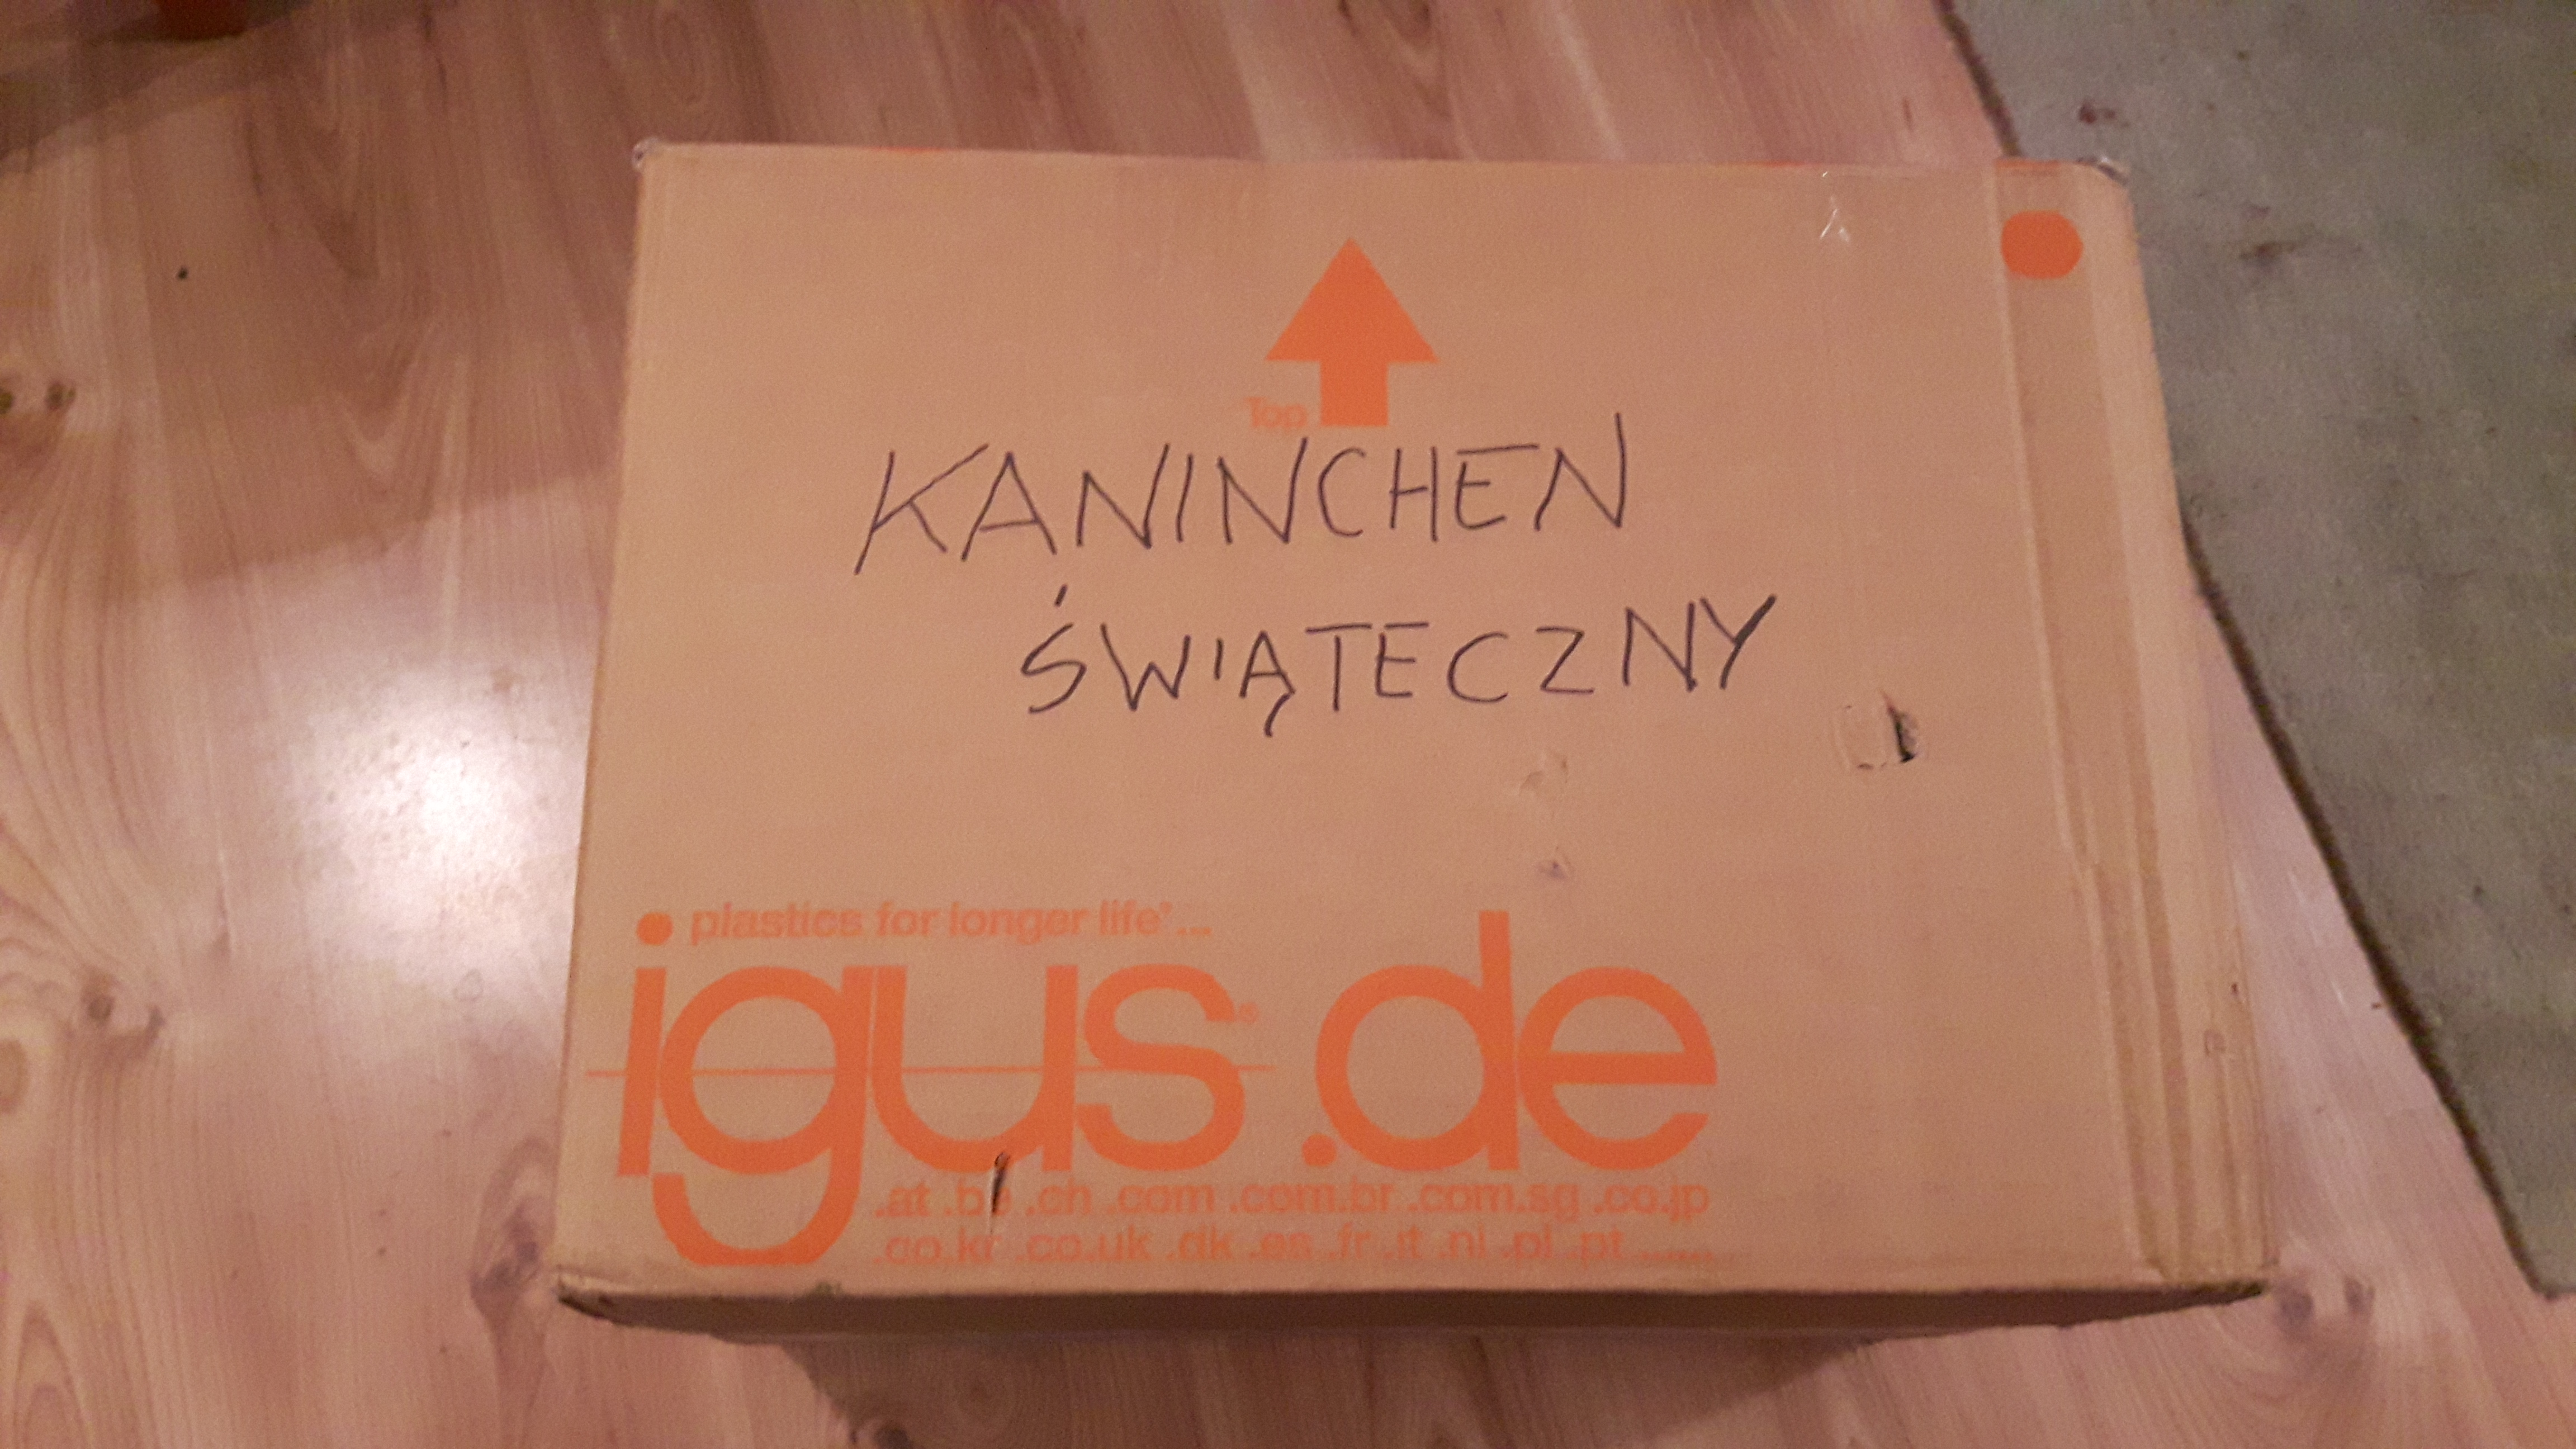 Top
KANINCHEN
ŚWIĄTECZNY
plastics for longer life®...
igus®.de
.at .be .ch .com .com.br .com.sg .co.jp
.co.kr .co.uk .dk .es .fr .it .nl .pl .pt ......